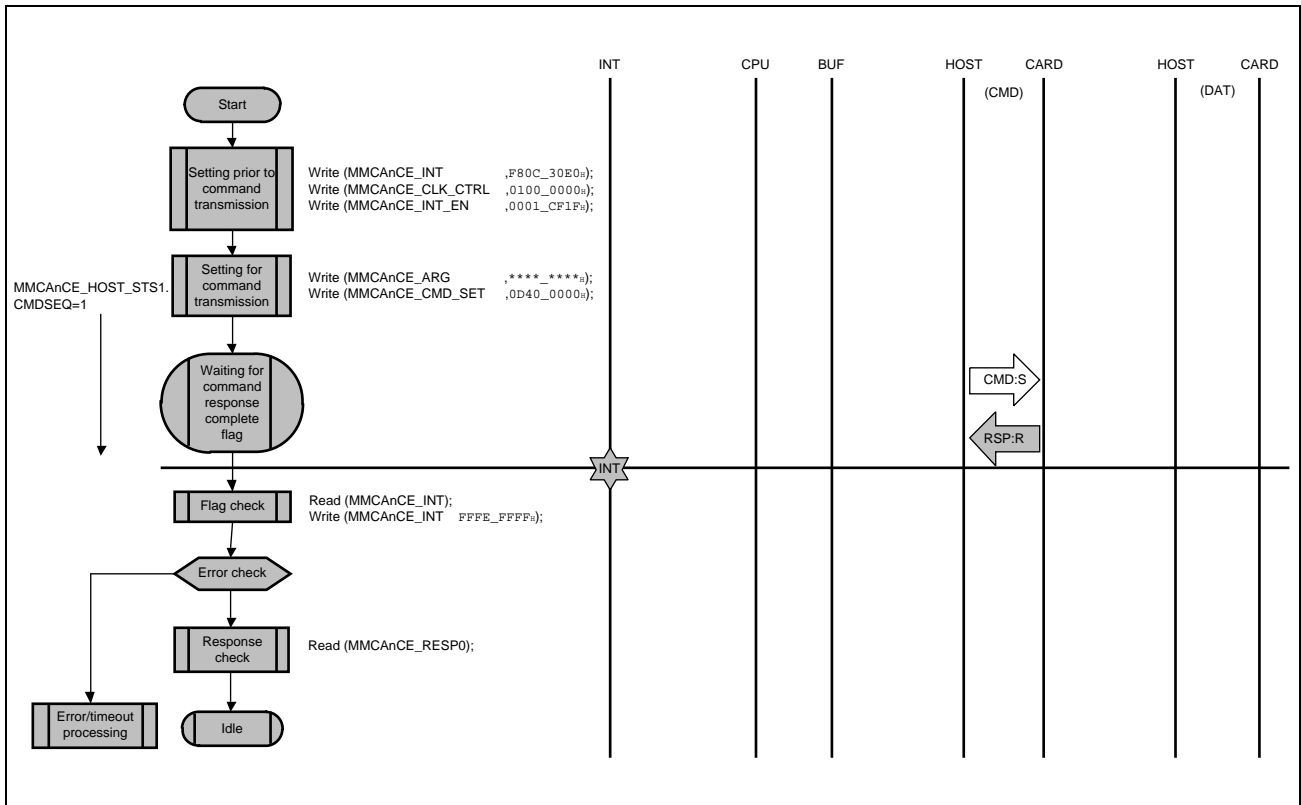 INT CPU BUF HOST CARD HOST CARD
(CMD) (DAT)
Start
Setting prior to
command
transmission
Write (MMCAnCE_INT ,F80C_30E0H);
Write (MMCAnCE_CLK_CTRL ,0100_0000H);
Write (MMCAnCE_INT_EN ,0001_CF1FH);
MMCAnCE_HOST_STS1.
CMDSEQ=1
Setting for
command
transmission
Write (MMCAnCE_ARG ,****_****H);
Write (MMCAnCE_CMD_SET ,0D40_0000H);
Waiting for
command
response
complete
flag
CMD:S
RSP:R
INT
Flag check
Read (MMCAnCE_INT);
Write (MMCAnCE_INT FFFE_FFFFH);
Error check
Response
check
Read (MMCAnCE_RESP0);
Error/timeout
processing
Idle